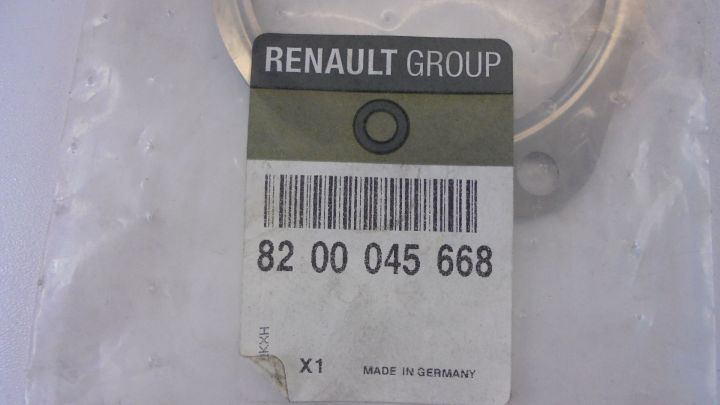 RENAULT GROUP
82 00 045 668
X1
MADE IN GERMANY